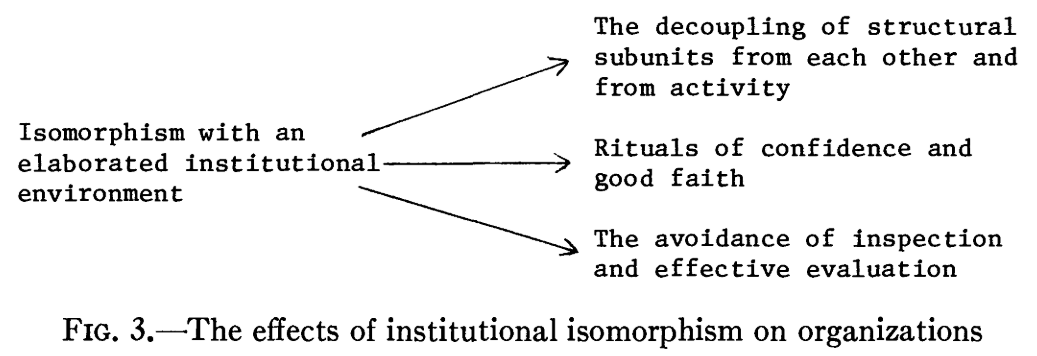 Isomorphism with an
elaborated institutional
environment
The decoupling of structural
subunits from each other and
from activity
Rituals of confidence and
good faith
The avoidance of inspection
and effective evaluation
FIG. 3.—The effects of institutional isomorphism on organizations